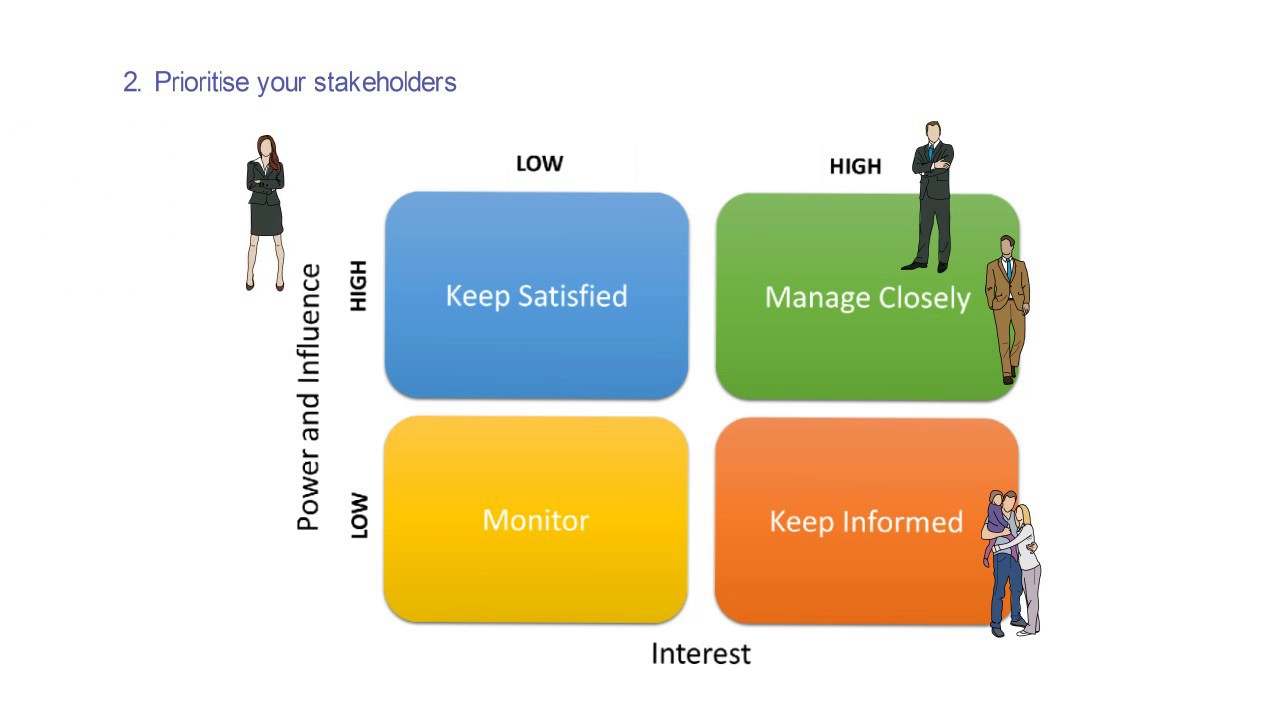 2. Prioritise your stakeholders
LOW
HIGH
Power and Influence
HIGH
Keep Satisfied
Manage Closely
LOW
Monitor
Keep Informed
Interest